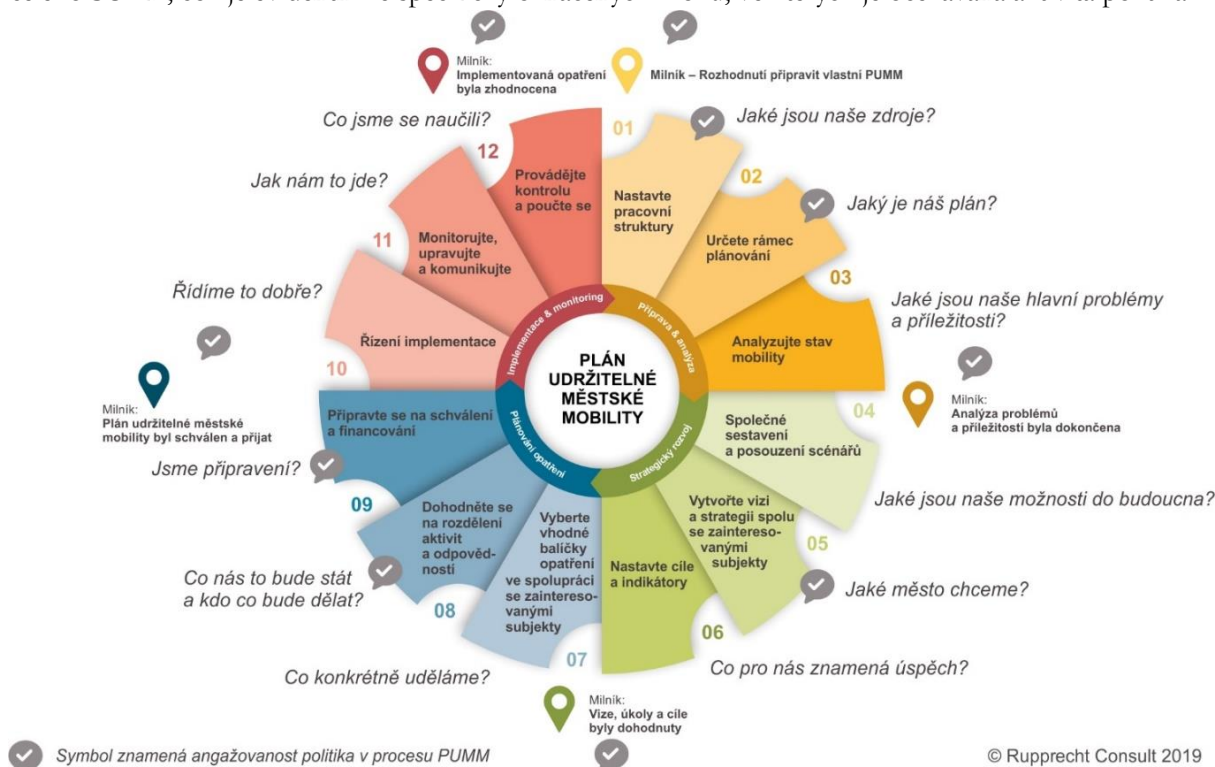 Milník:
Implementovaná opatření
byla zhodnocena
Milník – Rozhodnutí připravit vlastní PUMM
Co jsme se naučili?
Jaké jsou naše zdroje?
12
Provádějte
kontrolu
a poučte se
01
Nastavte
pracovní
struktury
Jak nám to jde?
02
Určete rámec
plánování
Jaký je náš plán?
11
Monitorujte,
upravujte
a komunikujte
03
Analyzujte stav
mobility
Jaké jsou naše hlavní problémy
a příležitosti?
Řídíme to dobře?
10
Řízení implementace
Implementace & monitoring
Příprava & analýza
Strategický rozvoj
Plánování opatření
PLÁN
UDRŽITELNÉ
MĚSTSKÉ
MOBILITY
Milník:
Plán udržitelné městské
mobility byl schválen a přijat
Milník:
Analýza problémů
a příležitostí byla dokončena
Připravte se na schválení
a financování
09
Jsme připravení?
04
Společné
sestavení
a posouzení scénářů
Jaké jsou naše možnosti do budoucna?
Dohodněte se
na rozdělení
aktivit
a odpověd-
ností
08
Co nás to bude stát
a kdo co bude dělat?
Vytvořte vizi
a strategii spolu
se zaintereso-
vanými
subjekty
05
Jaké město chceme?
Vyberte
vhodné
balíčky
opatření
ve spolupráci
se zaintereso-
vanými
subjekty
07
Co konkrétně uděláme?
Nastavte cíle
a indikátory
06
Co pro nás znamená úspěch?
Milník:
Vize, úkoly a cíle
byly dohodnuty
Symbol znamená angažovanost politika v procesu PUMM
© Rupprecht Consult 2019